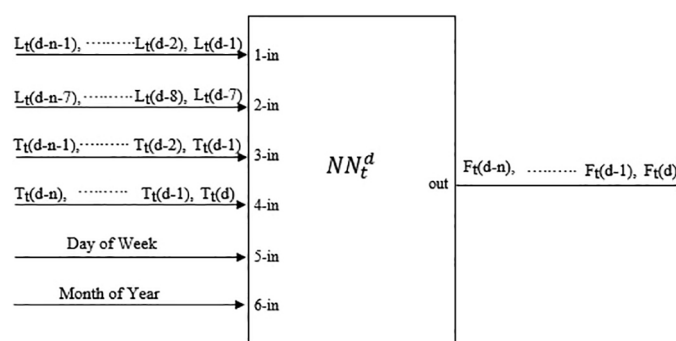 Lt(d-n-1), ·········Lt(d-2), Lt(d-1)
1-in
Lt(d-n-7),········Lt(d-8), Lt(d-7)
2-in
Tt(d-n-1),········ Tt(d-2), Tt(d-1)
3-in
NN_t^d
Tt(d-n), ········ Tt(d-1), Tt(d)
4-in
out
Ft(d-n), ········ Ft(d-1), Ft(d)
Day of Week
5-in
Month of Year
6-in